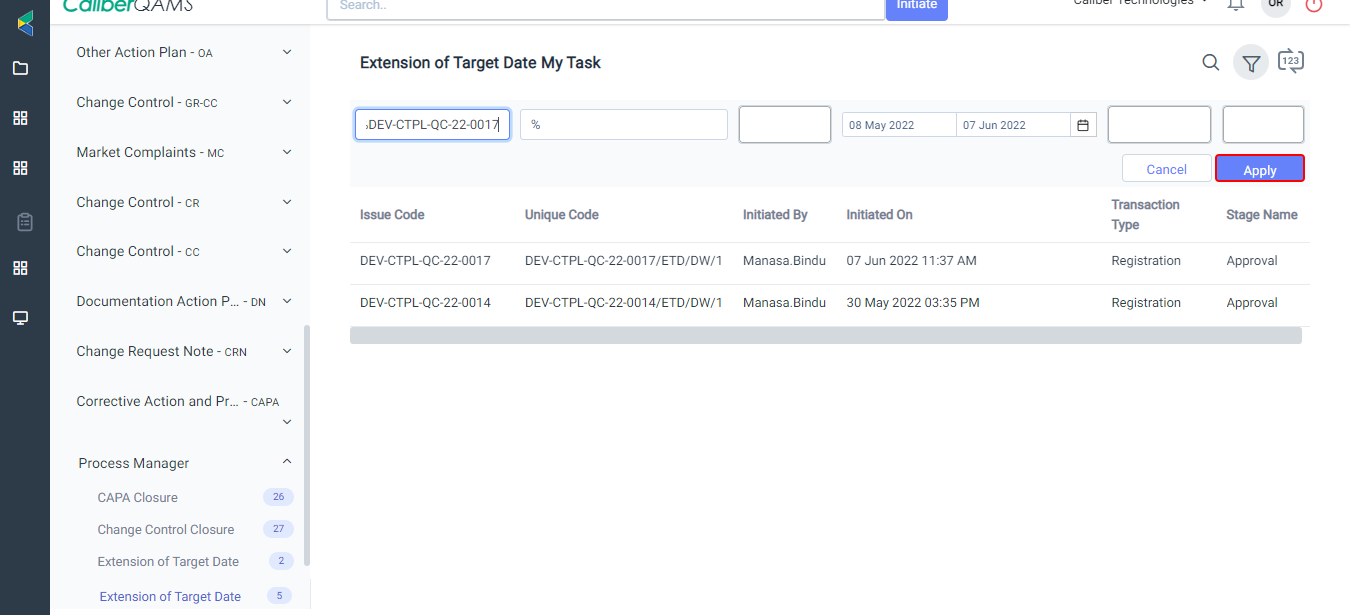 CaliberQAMS
Search..
Initiate
Caliber Technologies
UR
Other Action Plan - OA
Change Control - GR-CC
Market Complaints - MC
Change Control - CR
Change Control - CC
Documentation Action P... - DN
Change Request Note - CRN
Corrective Action and Pr... - CAPA
Process Manager
CAPA Closure 26
Change Control Closure 27
Extension of Target Date 2
Extension of Target Date 5
Extension of Target Date My Task
123
DEV-CTPL-QC-22-0017 % 08 May 2022 07 Jun 2022
Cancel Apply
Issue Code Unique Code Initiated By Initiated On Transaction Type Stage Name
DEV-CTPL-QC-22-0017 DEV-CTPL-QC-22-0017/ETD/DW/1 Manasa.Bindu 07 Jun 2022 11:37 AM Registration Approval
DEV-CTPL-QC-22-0014 DEV-CTPL-QC-22-0014/ETD/DW/1 Manasa.Bindu 30 May 2022 03:35 PM Registration Approval